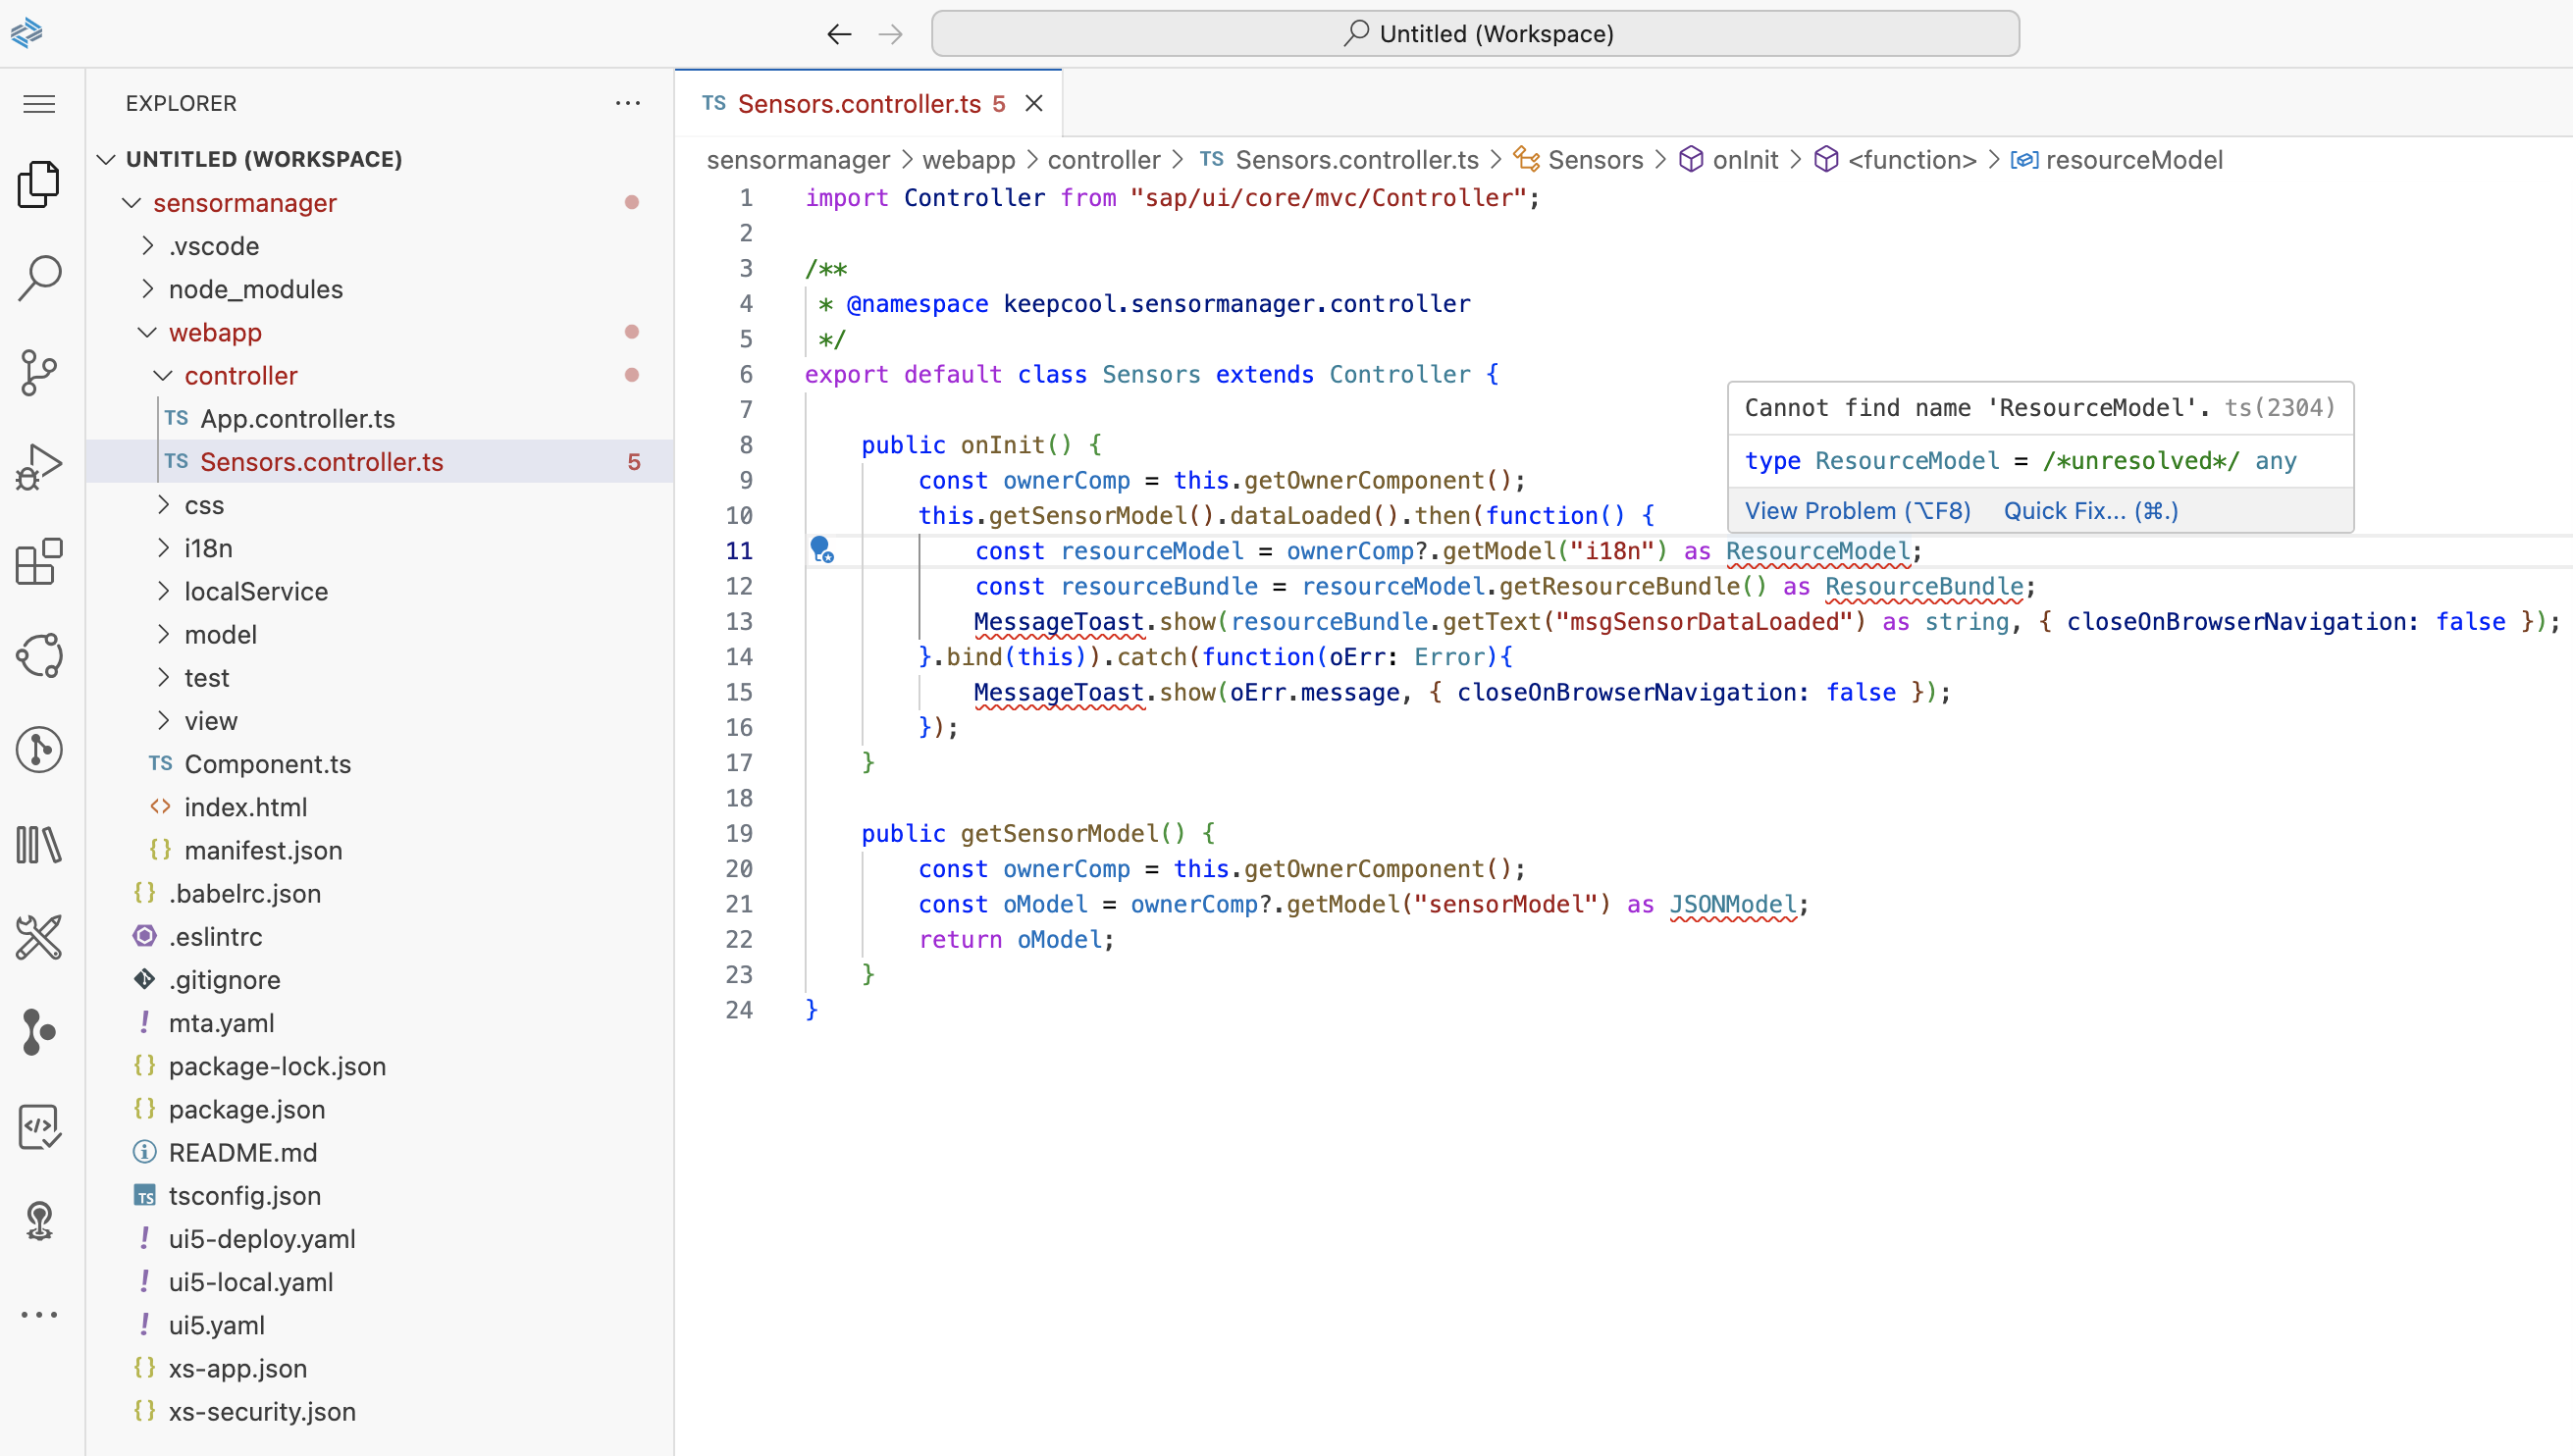 Untitled (Workspace)
EXPLORER
UNTITLED (WORKSPACE)
sensormanager
.vscode
node_modules
webapp
controller
TS App.controller.ts
TS Sensors.controller.ts 5
css
i18n
localService
model
test
view
TS Component.ts
<> index.html
{} manifest.json
{} .babelrc.json
.eslintrc
.gitignore
! mta.yaml
{} package-lock.json
{} package.json
README.md
TS tsconfig.json
! ui5-deploy.yaml
! ui5-local.yaml
! ui5.yaml
{} xs-app.json
{} xs-security.json
TS Sensors.controller.ts 5
sensormanager > webapp > controller > TS Sensors.controller.ts > Sensors > onInit > <function> > resourceModel
1 import Controller from "sap/ui/core/mvc/Controller";
2
3 /**
4 * @namespace keepcool.sensormanager.controller
5 */
6 export default class Sensors extends Controller {
7
8 public onInit() {
9 const ownerComp = this.getOwnerComponent();
10 this.getSensorModel().dataLoaded().then(function() {
11 const resourceModel = ownerComp?.getModel("i18n") as ResourceModel;
12 const resourceBundle = resourceModel.getResourceBundle() as ResourceBundle;
13 MessageToast.show(resourceBundle.getText("msgSensorDataLoaded") as string, { closeOnBrowserNavigation: false });
14 }.bind(this)).catch(function(oErr: Error){
15 MessageToast.show(oErr.message, { closeOnBrowserNavigation: false });
16 });
17 }
18
19 public getSensorModel() {
20 const ownerComp = this.getOwnerComponent();
21 const oModel = ownerComp?.getModel("sensorModel") as JSONModel;
22 return oModel;
23 }
24 }
Cannot find name 'ResourceModel'. ts(2304)
type ResourceModel = /*unresolved*/ any
View Problem (⌥F8) Quick Fix... (⌘.)